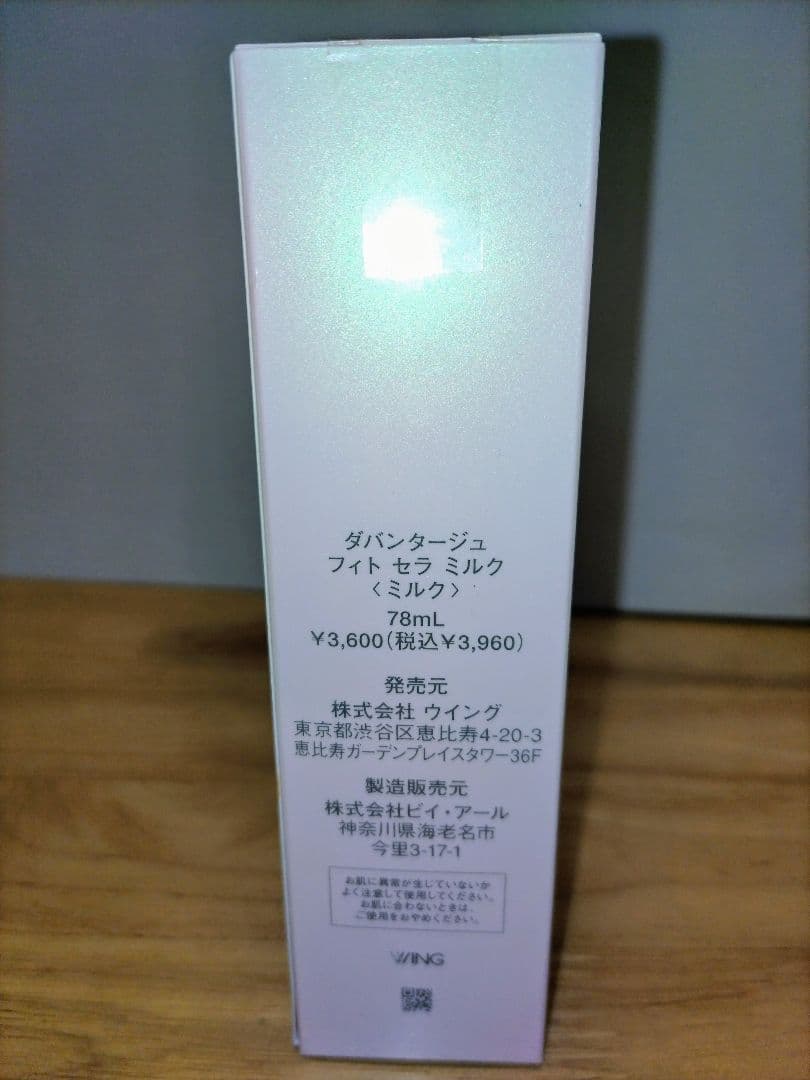 ダバンタージュ
フィト セラ ミルク
〈ミルク〉
78mL
¥3,600(税込¥3,960)
発売元
株式会社 ウイング
東京都渋谷区恵比寿4-20-3
恵比寿ガーデンプレイスタワー36F
製造販売元
株式会社ビイ・アール
神奈川県海老名市
今里3-17-1
お肌に異常が生じていないか
よく注意して使用してください。
お肌に合わないときは、
ご使用をおやめください。
WING